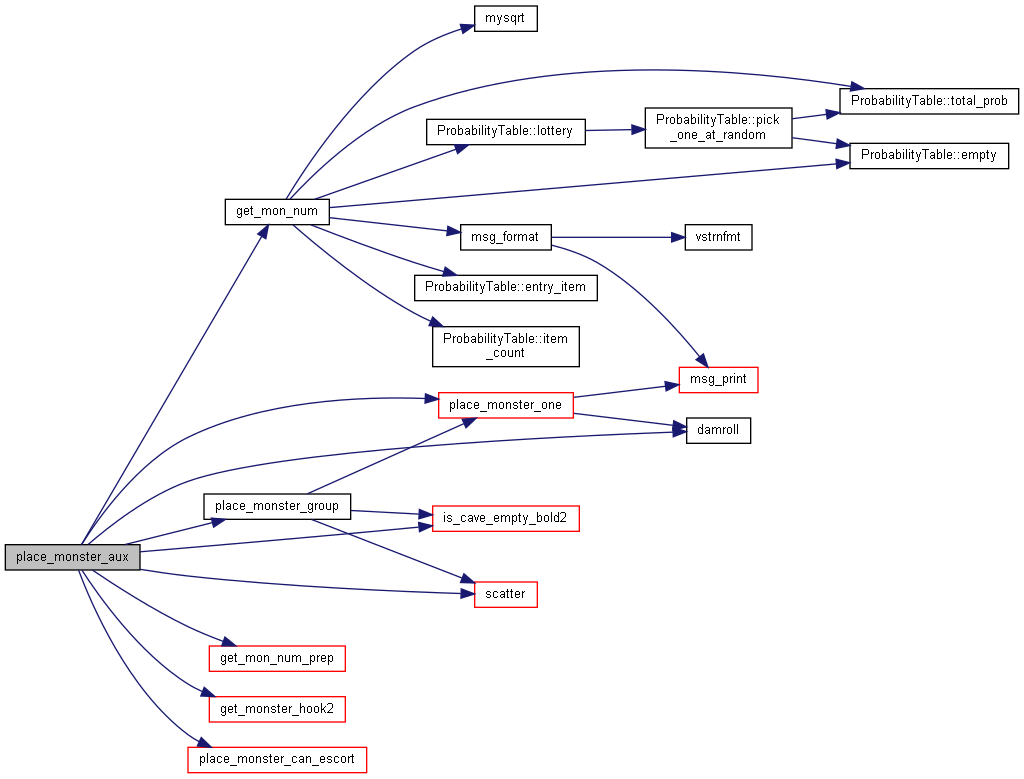 mysqrt
ProbabilityTable::total_prob
ProbabilityTable::pick
_one_at_random
ProbabilityTable::lottery
ProbabilityTable::empty
get_mon_num
msg_format
vstrnfmt
ProbabilityTable::entry_item
ProbabilityTable::item
_count
msg_print
place_monster_one
damroll
place_monster_group
is_cave_empty_bold2
place_monster_aux
scatter
get_mon_num_prep
get_monster_hook2
place_monster_can_escort